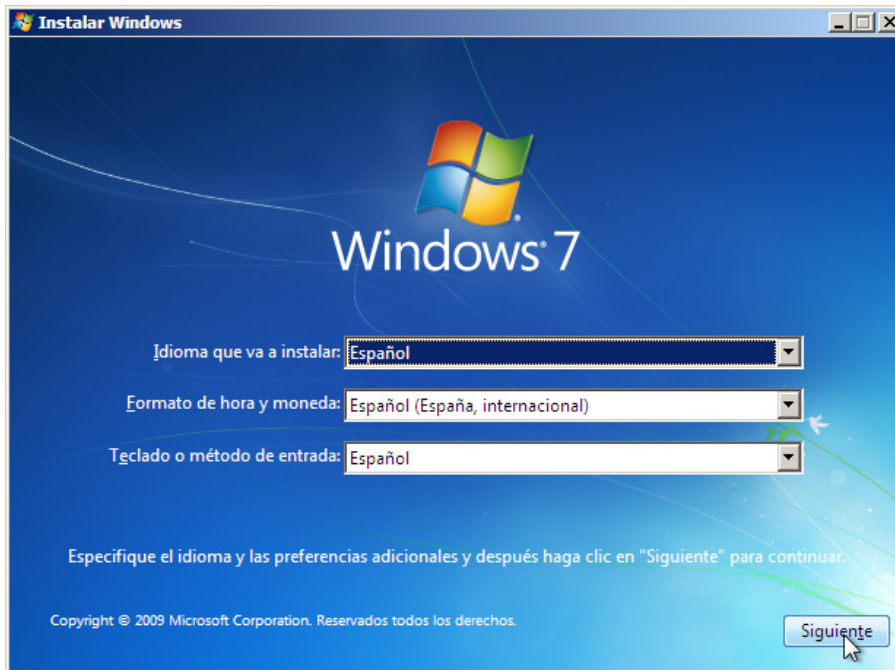 Instalar Windows
Windows® 7
Idioma que va a instalar: Español
Formato de hora y moneda: Español (España, internacional)
Teclado o método de entrada: Español
Especifique el idioma y las preferencias adicionales y después haga clic en "Siguiente" para continuar.
Copyright © 2009 Microsoft Corporation. Reservados todos los derechos.
Siguiente